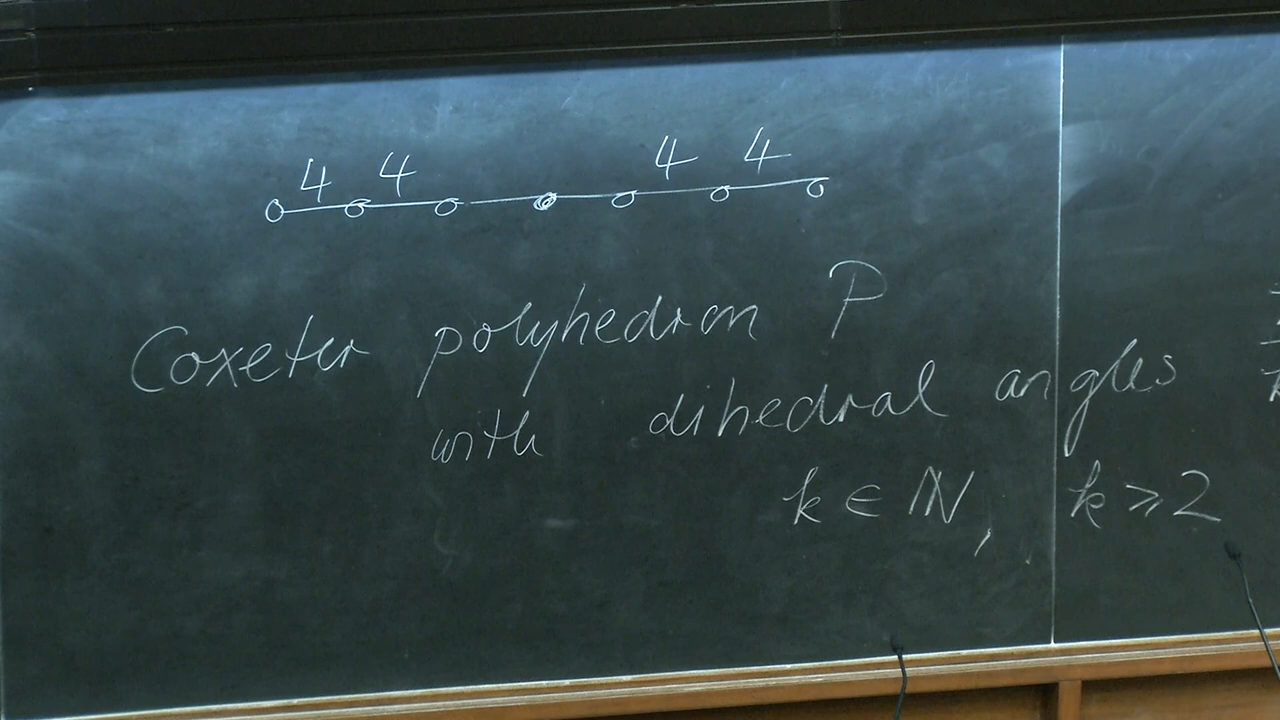 4 4 4 4
Coxeter polyhedron P
with dihedral angles
k ∈ ℕ, k ⩾ 2